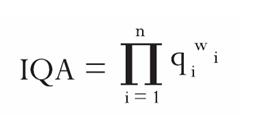 IQA = ∏_{i = 1}^{n} q_i^{w_i}